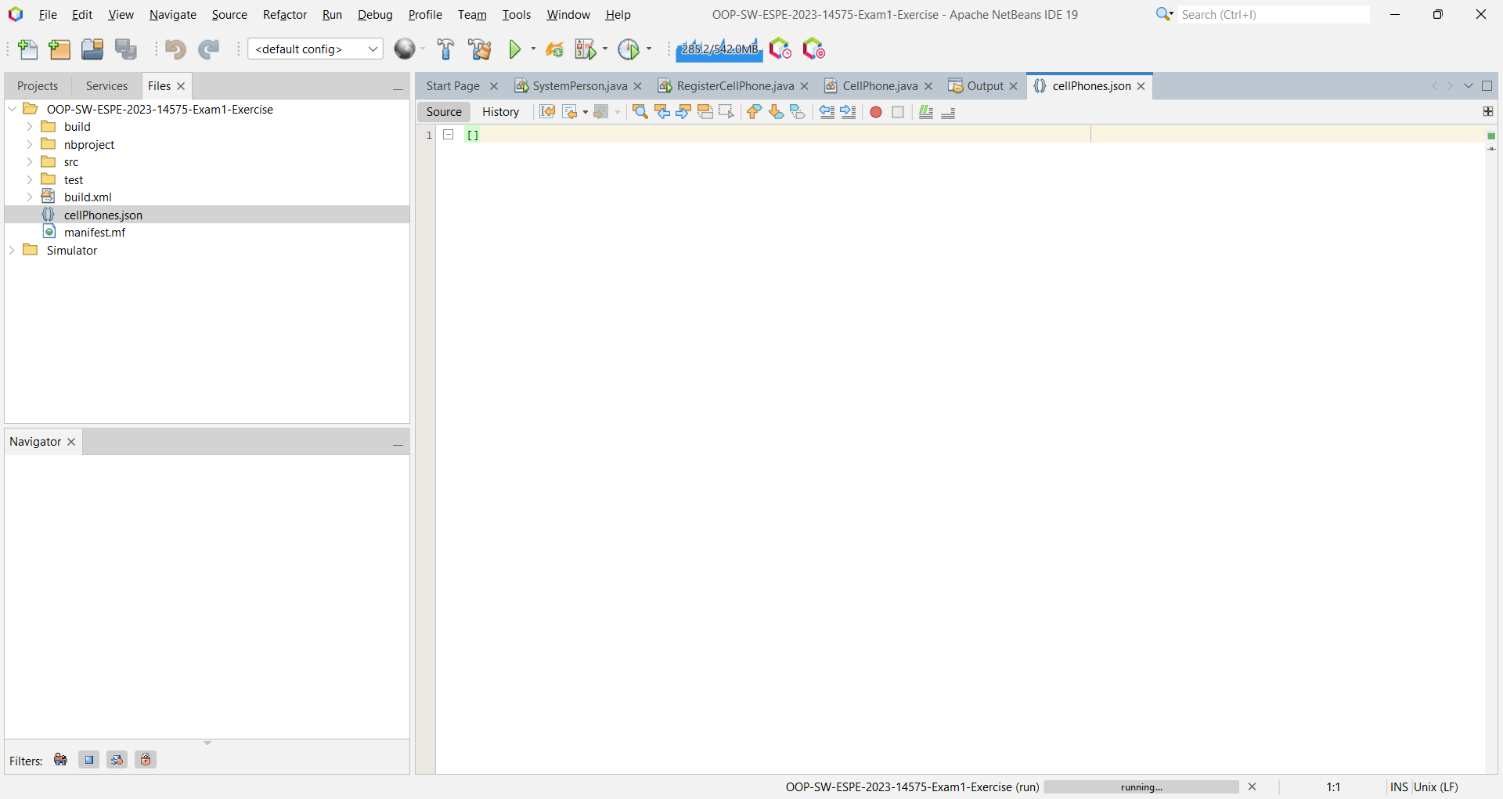 File Edit View Navigate Source Refactor Run Debug Profile Team Tools Window Help OOP-SW-ESPE-2023-14575-Exam1-Exercise - Apache NetBeans IDE 19 Search (Ctrl+I)
<default config> 285.2/542.0MB
Projects Services Files Start Page SystemPerson.java RegisterCellPhone.java CellPhone.java Output cellPhones.json
OOP-SW-ESPE-2023-14575-Exam1-Exercise
Source History
build
nbproject
1 []
src
test
build.xml
cellPhones.json
manifest.mf
Simulator
Navigator
Filters:
OOP-SW-ESPE-2023-14575-Exam1-Exercise (run) running... 1:1 INS Unix (LF)